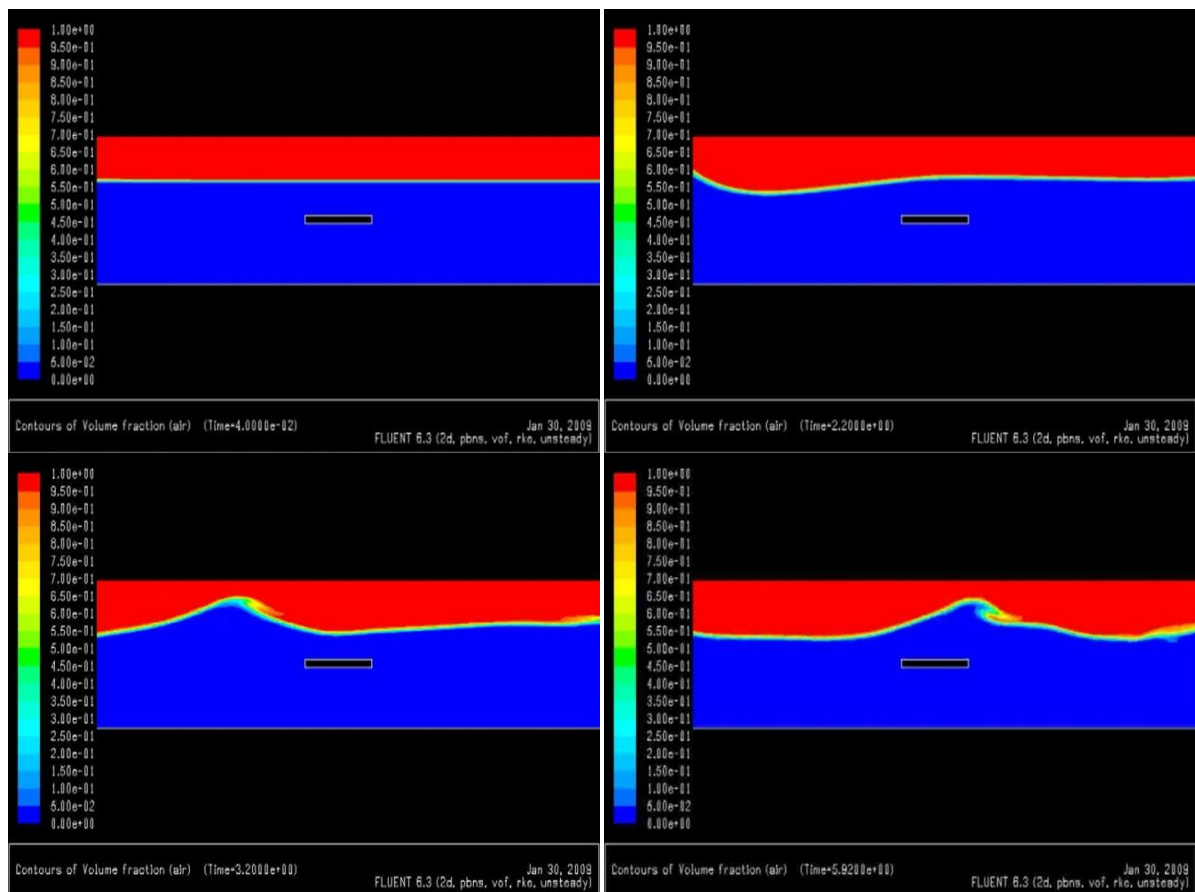 1.00e+00
9.50e-01
9.00e-01
8.50e-01
8.00e-01
7.50e-01
7.00e-01
6.50e-01
6.00e-01
5.50e-01
5.00e-01
4.50e-01
4.00e-01
3.50e-01
3.00e-01
2.50e-01
2.00e-01
1.50e-01
1.00e-01
5.00e-02
0.00e+00
Contours of Volume fraction (air) (Time=4.0000e-02)
Jan 30, 2009
FLUENT 6.3 (2d, pbns, vof, rke, unsteady)
1.00e+00
9.50e-01
9.00e-01
8.50e-01
8.00e-01
7.50e-01
7.00e-01
6.50e-01
6.00e-01
5.50e-01
5.00e-01
4.50e-01
4.00e-01
3.50e-01
3.00e-01
2.50e-01
2.00e-01
1.50e-01
1.00e-01
5.00e-02
0.00e+00
Contours of Volume fraction (air) (Time=2.2000e+00)
Jan 30, 2009
FLUENT 6.3 (2d, pbns, vof, rke, unsteady)
1.00e+00
9.50e-01
9.00e-01
8.50e-01
8.00e-01
7.50e-01
7.00e-01
6.50e-01
6.00e-01
5.50e-01
5.00e-01
4.50e-01
4.00e-01
3.50e-01
3.00e-01
2.50e-01
2.00e-01
1.50e-01
1.00e-01
5.00e-02
0.00e+00
Contours of Volume fraction (air) (Time=3.2000e+00)
Jan 30, 2009
FLUENT 6.3 (2d, pbns, vof, rke, unsteady)
1.00e+00
9.50e-01
9.00e-01
8.50e-01
8.00e-01
7.50e-01
7.00e-01
6.50e-01
6.00e-01
5.50e-01
5.00e-01
4.50e-01
4.00e-01
3.50e-01
3.00e-01
2.50e-01
2.00e-01
1.50e-01
1.00e-01
5.00e-02
0.00e+00
Contours of Volume fraction (air) (Time=5.9200e+00)
Jan 30, 2009
FLUENT 6.3 (2d, pbns, vof, rke, unsteady)